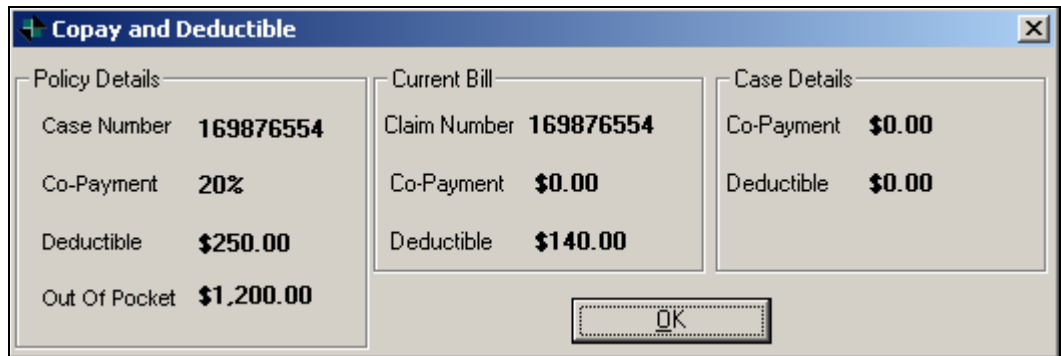 Copay and Deductible
Policy Details
Case Number 169876554
Co-Payment 20%
Deductible $250.00
Out Of Pocket $1,200.00
Current Bill
Claim Number 169876554
Co-Payment $0.00
Deductible $140.00
Case Details
Co-Payment $0.00
Deductible $0.00
OK